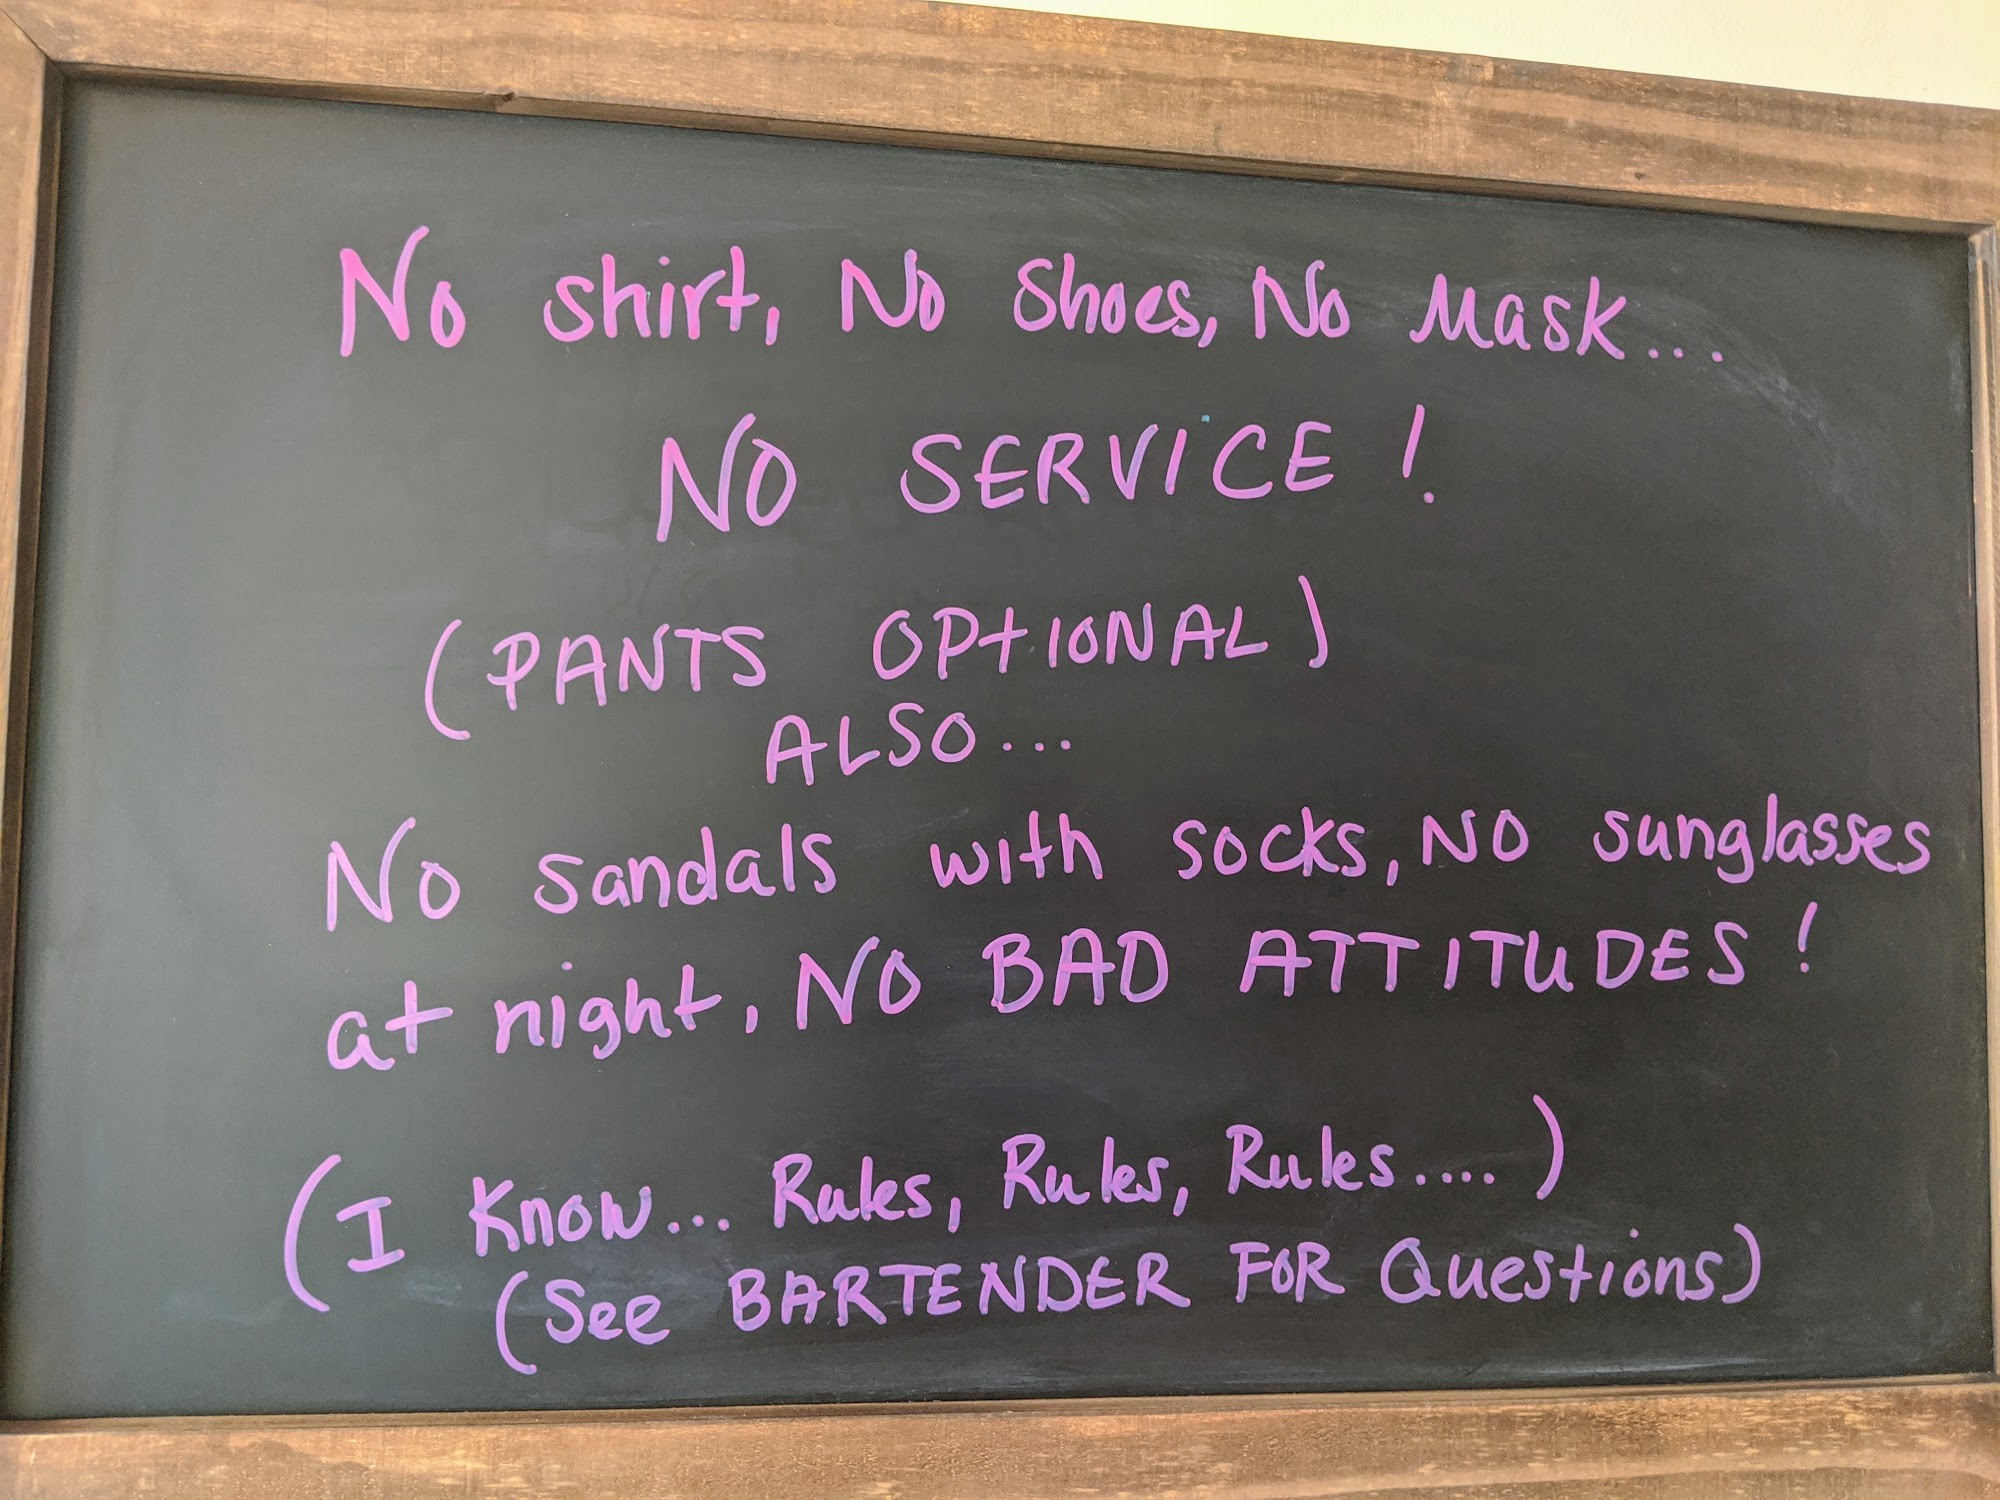 No shirt, No Shoes, No Mask...
NO SERVICE!
(PANTS OPtIONAL)
ALSO...
No sandals with socks, NO sunglasses
at night, NO BAD ATTITUDES!
(I Know... Rules, Rules, Rules....)
(See BARTENDER FOR Questions)